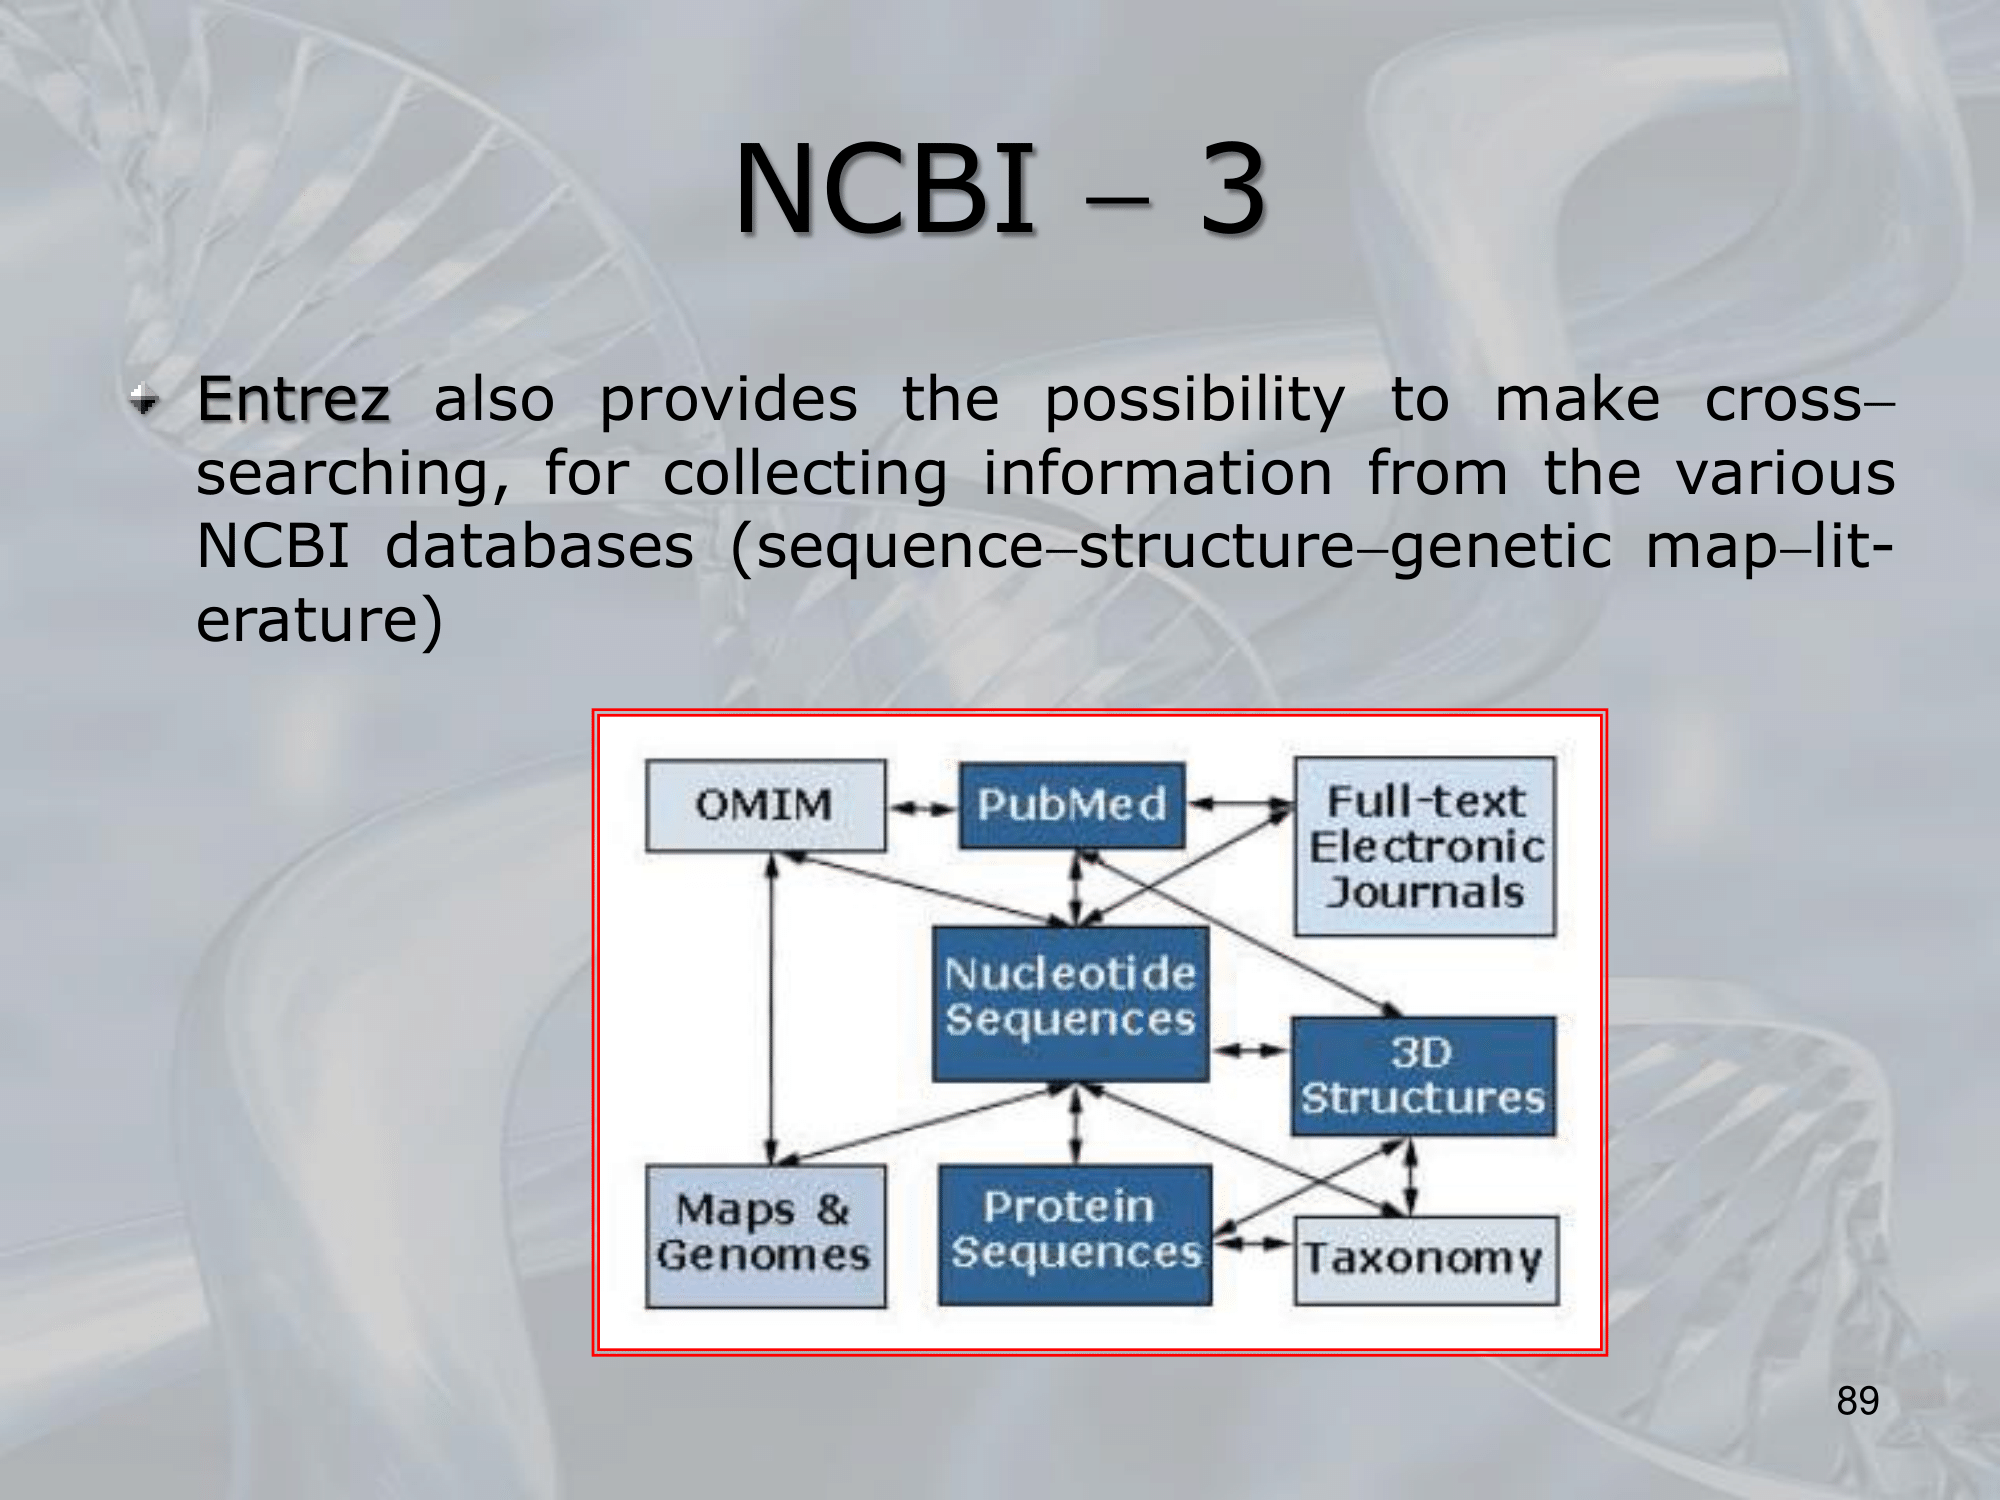 NCBI – 3
Entrez also provides the possibility to make cross–
searching, for collecting information from the various
NCBI databases (sequence–structure–genetic map–lit-
erature)
OMIM
PubMed
Full-text
Electronic
Journals
Nucleotide
Sequences
3D
Structures
Maps &
Genomes
Protein
Sequences
Taxonomy
89